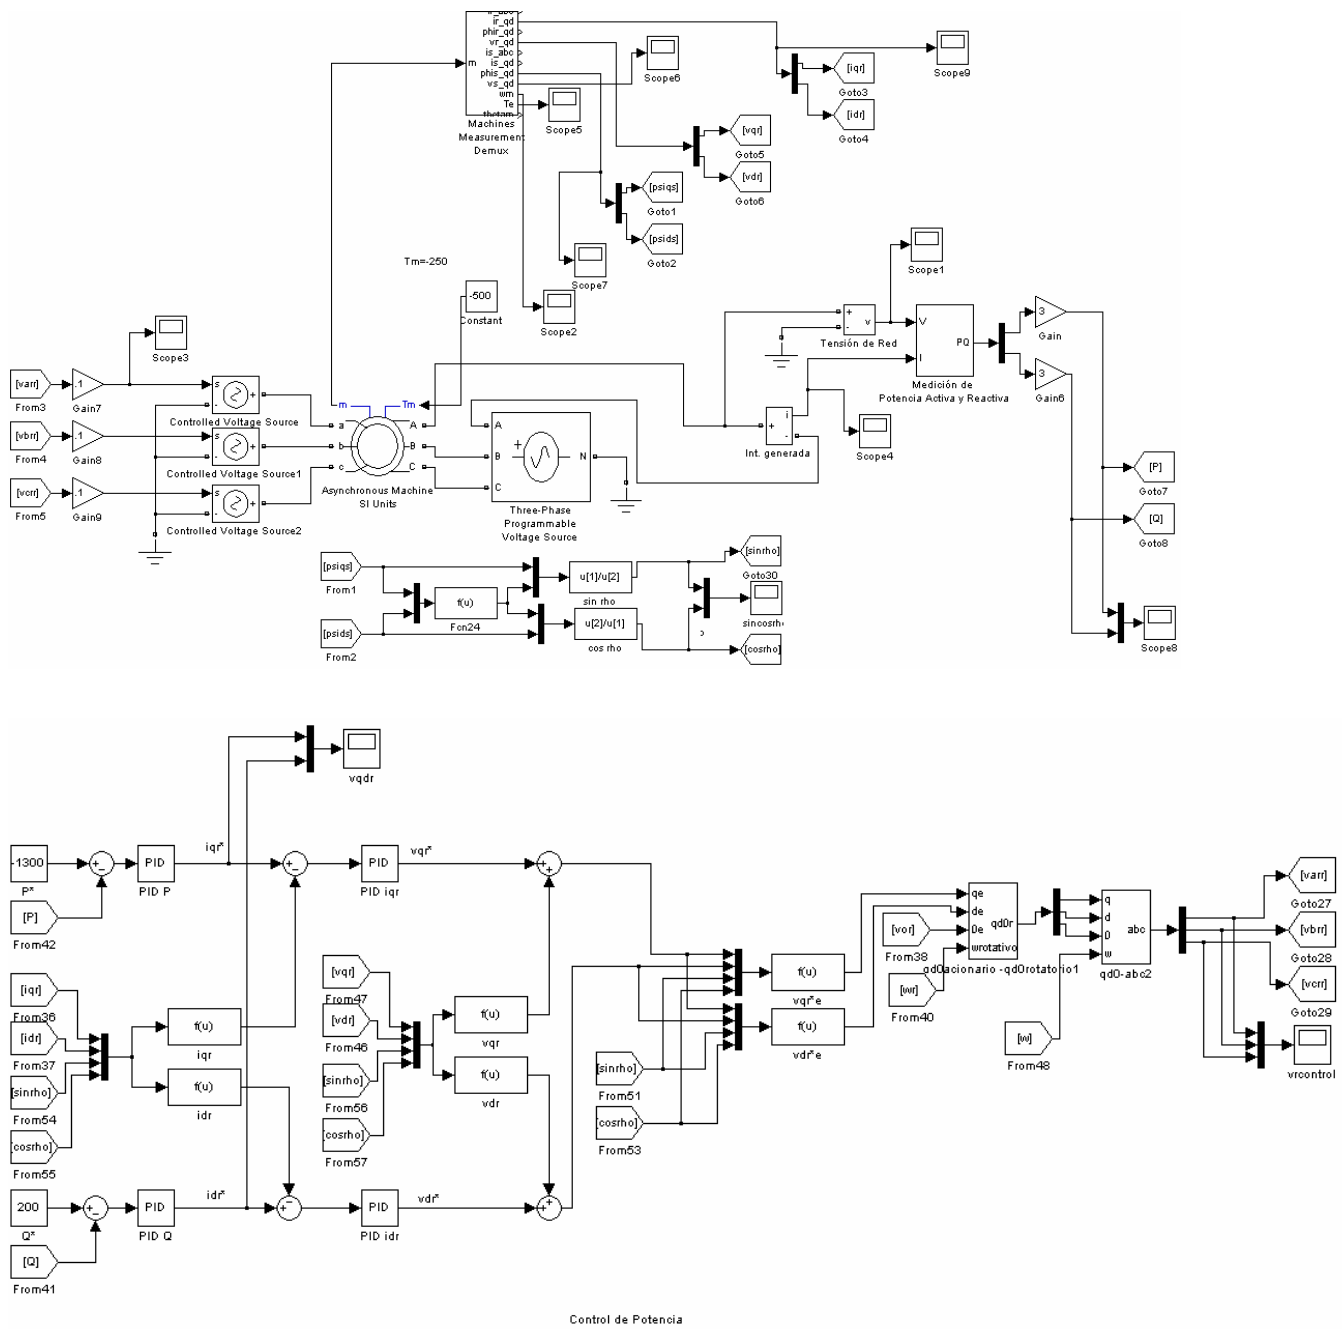 ir_qd
phir_qd
vr_qd
is_abc
is_qd
phis_qd
vs_qd
wm
Te
thetam
m
Machines
Measurement
Demux
Scope5
Scope6
Scope9
[iqr]
Goto3
[idr]
Goto4
[vqr]
Goto5
[vdr]
Goto6
[psiqs]
Goto1
[psids]
Goto2
Scope7
Scope2
Tm=-250
-500
Constant
Scope1
+
-
v
Tensión de Red
V
I
PQ
Medición de
Potencia Activa y Reactiva
3
Gain
3
Gain6
Scope3
[varr]
From3
.1
Gain7
s
-
+
Controlled Voltage Source
[vbrr]
From4
.1
Gain8
s
-
+
Controlled Voltage Source1
[vcrr]
From5
.1
Gain9
s
-
+
Controlled Voltage Source2
m
Tm
a
b
c
A
B
C
Asynchronous Machine
SI Units
A
B
C
+
N
Three-Phase
Programmable
Voltage Source
+
i
-
Int. generada
Scope4
[P]
Goto7
[Q]
Goto8
Scope8
[psiqs]
From1
[psids]
From2
f(u)
Fcn24
u[1]/u[2]
sin rho
u[2]/u[1]
cos rho
[sinrho]
Goto30
sincosrh
[cosrho]
vqdr
-1300
P*
[P]
From42
PID
PID P
iqr*
PID
PID iqr
vqr*
[iqr]
From36
[idr]
From37
[sinrho]
From54
[cosrho]
From55
f(u)
iqr
f(u)
idr
[vqr]
From47
[vdr]
From46
[sinrho]
From56
[cosrho]
From57
f(u)
vqr
f(u)
vdr
200
Q*
[Q]
From41
PID
PID Q
idr*
PID
PID idr
vdr*
[sinrho]
From51
[cosrho]
From53
f(u)
vqr*e
f(u)
vdr*e
[vor]
From38
[wr]
From40
qe
de
0e
wrotativo
qd0r
qd0acionario -qd0rotatorio1
[w]
From48
q
d
0
w
abc
qd0-abc2
[varr]
Goto27
[vbrr]
Goto28
[vcrr]
Goto29
vrcontrol
Control de Potencia